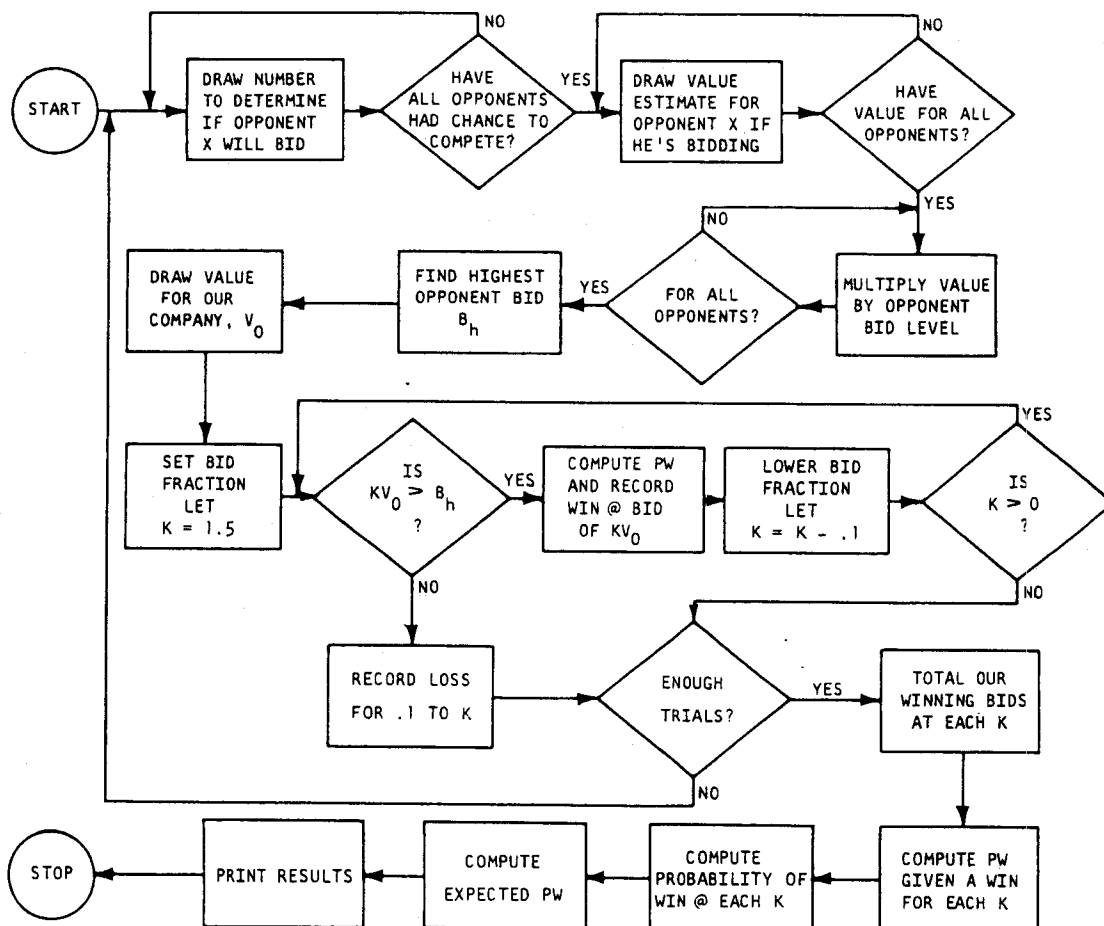 START
DRAW NUMBER
TO DETERMINE
IF OPPONENT
X WILL BID
NO
HAVE
ALL OPPONENTS
HAD CHANCE TO
COMPETE?
YES
DRAW VALUE
ESTIMATE FOR
OPPONENT X IF
HE'S BIDDING
NO
HAVE
VALUE FOR ALL
OPPONENTS?
YES
MULTIPLY VALUE
BY OPPONENT
BID LEVEL
NO
FOR ALL
OPPONENTS?
YES
FIND HIGHEST
OPPONENT BID
Bh
DRAW VALUE
FOR OUR
COMPANY, VO
SET BID
FRACTION
LET
K = 1.5
IS
KVO ≥ Bh
?
YES
NO
COMPUTE PW
AND RECORD
WIN @ BID
OF KVO
LOWER BID
FRACTION
LET
K = K - .1
IS
K ≥ 0
?
YES
NO
RECORD LOSS
FOR .1 TO K
ENOUGH
TRIALS?
YES
NO
TOTAL OUR
WINNING BIDS
AT EACH K
COMPUTE PW
GIVEN A WIN
FOR EACH K
COMPUTE
PROBABILITY OF
WIN @ EACH K
COMPUTE
EXPECTED PW
PRINT RESULTS
STOP